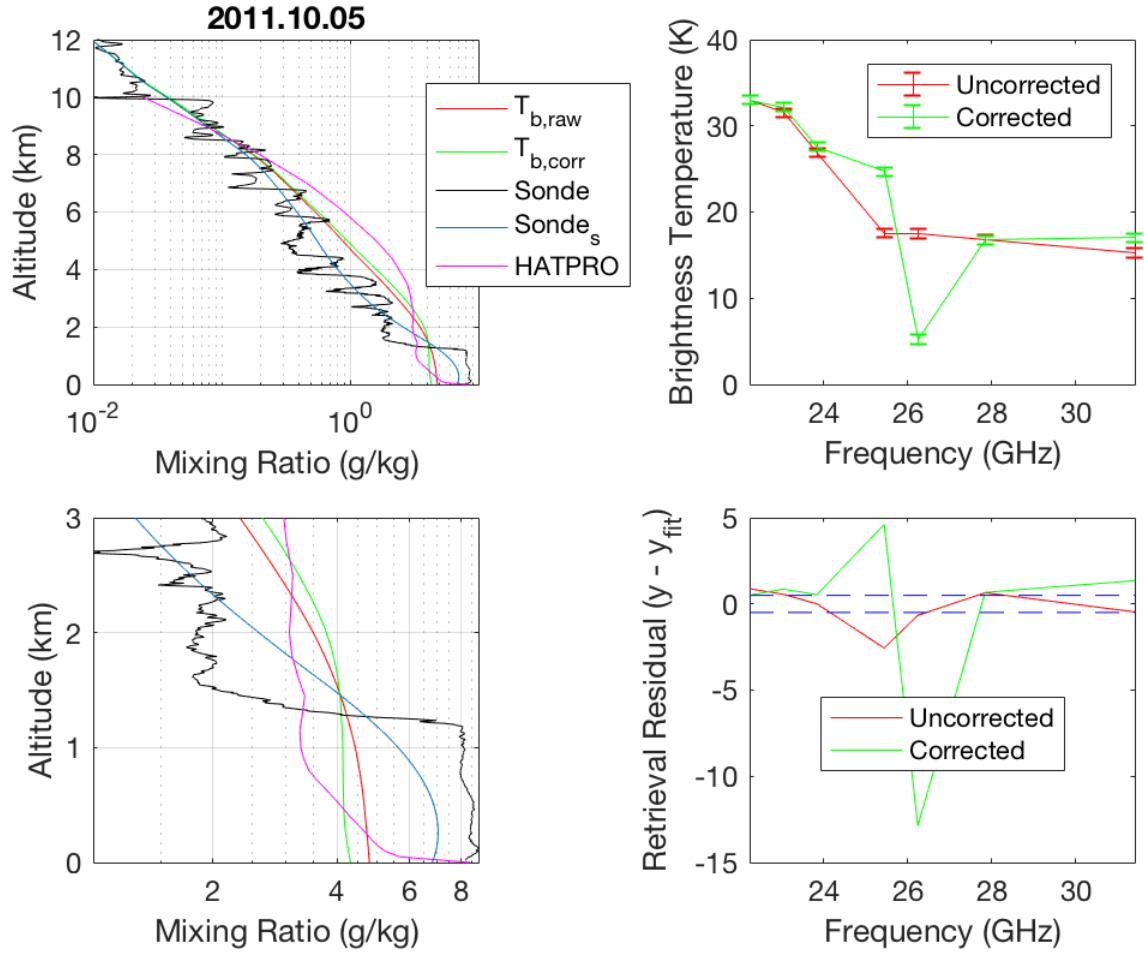 2011.10.05
12
10
8
6
4
2
0
Altitude (km)
10^-2
10^0
Mixing Ratio (g/kg)
T_b,raw
T_b,corr
Sonde
Sonde_s
HATPRO
40
30
20
10
0
Brightness Temperature (K)
24
26
28
30
Frequency (GHz)
Uncorrected
Corrected
3
2
1
0
Altitude (km)
2
4
6
8
Mixing Ratio (g/kg)
5
0
-5
-10
-15
Retrieval Residual (y - y_fit)
24
26
28
30
Frequency (GHz)
Uncorrected
Corrected